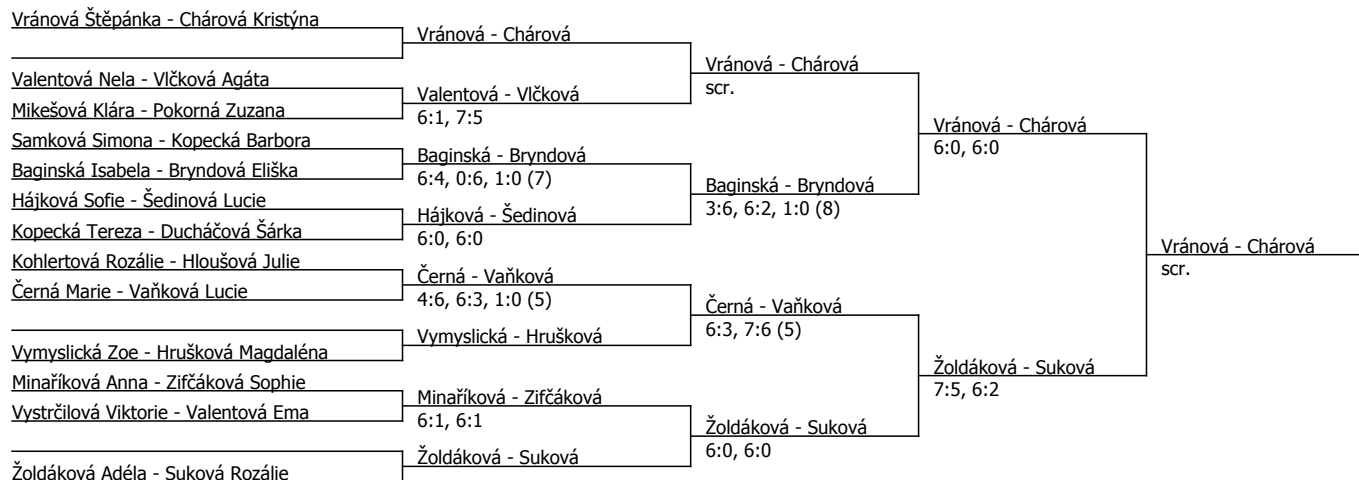 Vránová Štěpánka - Chárová Kristýna
Valentová Nela - Vlčková Agáta
Mikešová Klára - Pokorná Zuzana
Samková Simona - Kopecká Barbora
Baginská Isabela - Bryndová Eliška
Hájková Sofie - Šedinová Lucie
Kopecká Tereza - Ducháčová Šárka
Kohlertová Rozálie - Hloušová Julie
Černá Marie - Vaňková Lucie
Vymyslická Zoe - Hrušková Magdaléna
Minaříková Anna - Zifčáková Sophie
Vystrčilová Viktorie - Valentová Ema
Žoldáková Adéla - Suková Rozálie
Vránová - Chárová
Valentová - Vlčková
6:1, 7:5
Baginská - Bryndová
6:4, 0:6, 1:0 (7)
Hájková - Šedinová
6:0, 6:0
Černá - Vaňková
4:6, 6:3, 1:0 (5)
Vymyslická - Hrušková
Minaříková - Zifčáková
6:1, 6:1
Žoldáková - Suková
Vránová - Chárová
scr.
Baginská - Bryndová
3:6, 6:2, 1:0 (8)
Černá - Vaňková
6:3, 7:6 (5)
Žoldáková - Suková
6:0, 6:0
Vránová - Chárová
6:0, 6:0
Žoldáková - Suková
7:5, 6:2
Vránová - Chárová
scr.